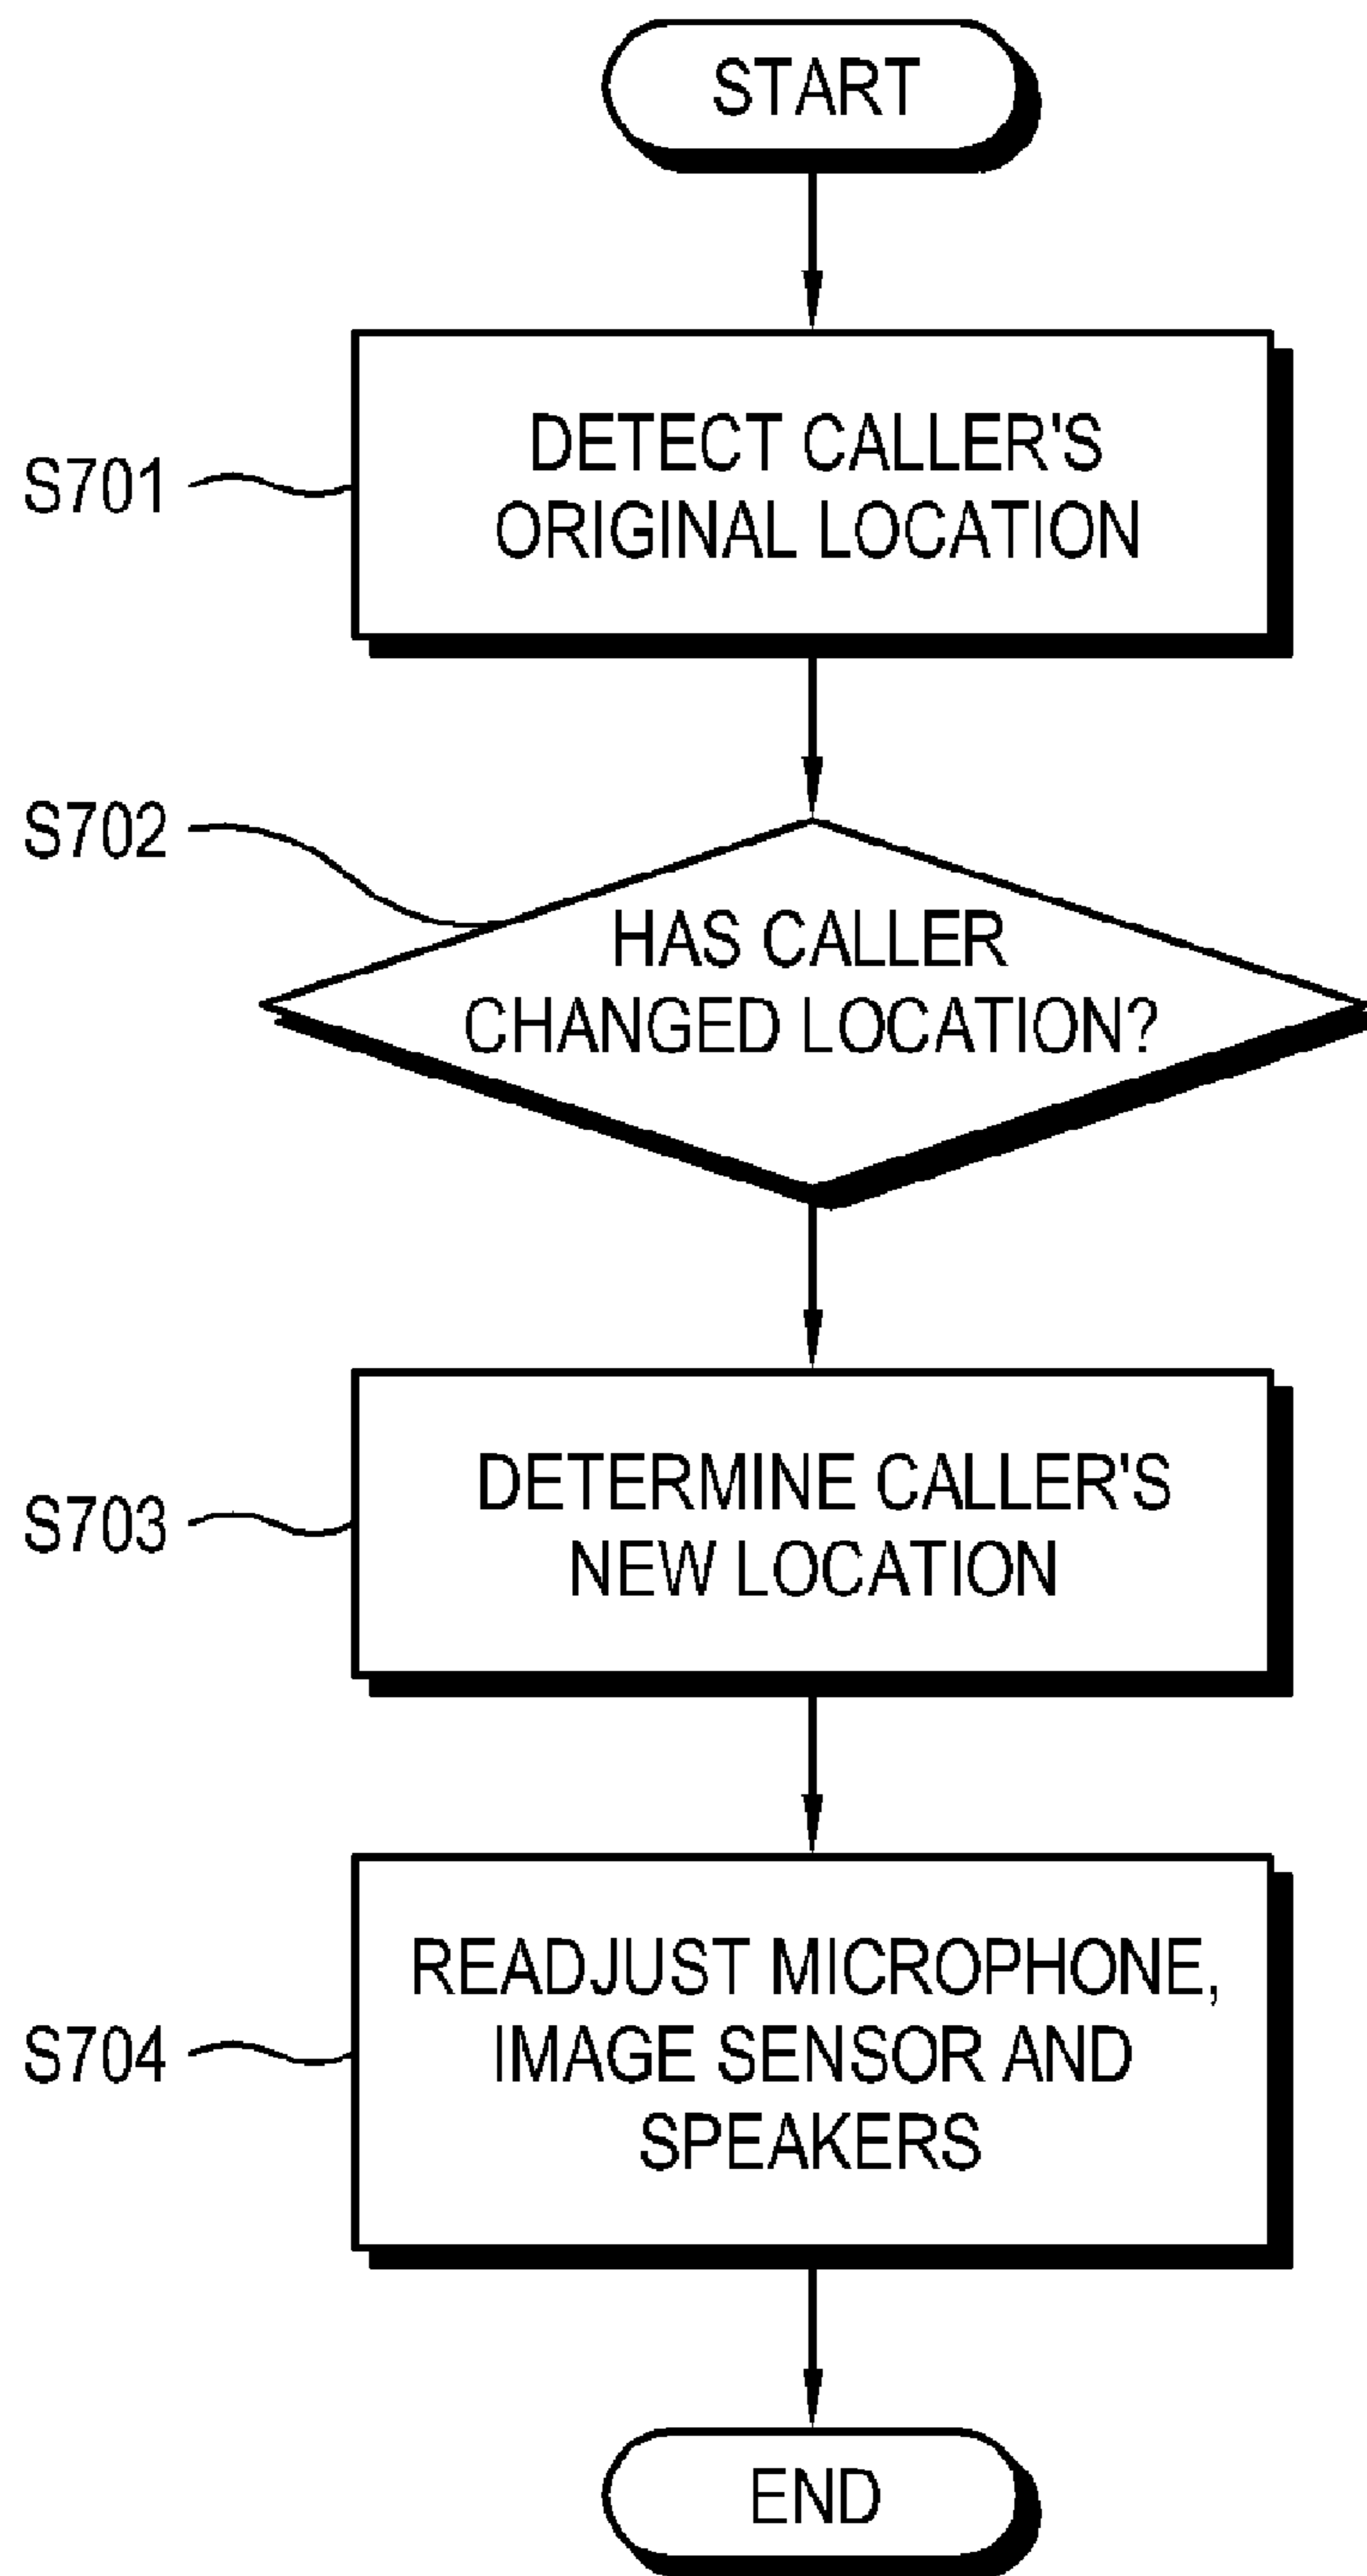 START
S701
DETECT CALLER'S
ORIGINAL LOCATION
S702
HAS CALLER
CHANGED LOCATION?
S703
DETERMINE CALLER'S
NEW LOCATION
S704
READJUST MICROPHONE,
IMAGE SENSOR AND
SPEAKERS
END